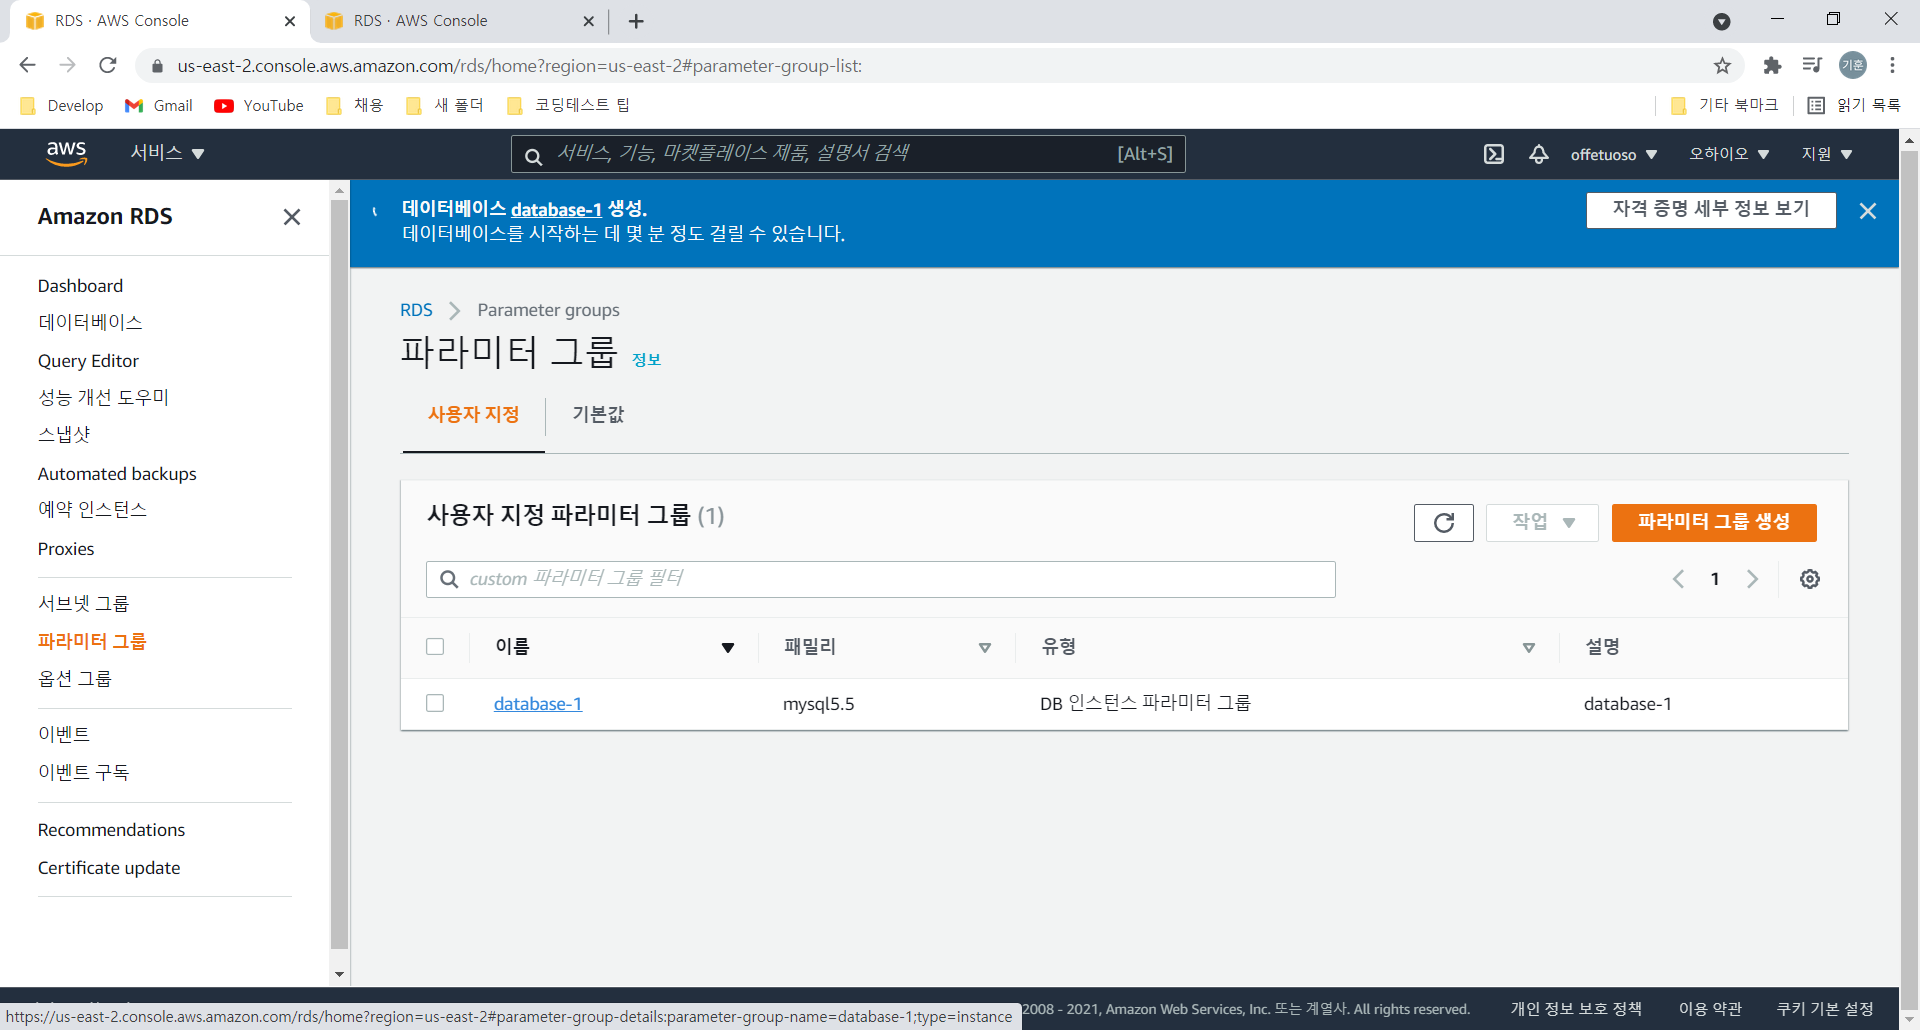 RDS · AWS Console
RDS · AWS Console
us-east-2.console.aws.amazon.com/rds/home?region=us-east-2#parameter-group-list:
기훈
Develop
Gmail
YouTube
채용
새 폴더
코딩테스트 팁
기타 북마크
읽기 목록
aws
서비스
서비스, 기능, 마켓플레이스 제품, 설명서 검색
[Alt+S]
offetuoso
오하이오
지원
Amazon RDS
Dashboard
데이터베이스
Query Editor
성능 개선 도우미
스냅샷
Automated backups
예약 인스턴스
Proxies
서브넷 그룹
파라미터 그룹
옵션 그룹
이벤트
이벤트 구독
Recommendations
Certificate update
데이터베이스 database-1 생성.
데이터베이스를 시작하는 데 몇 분 정도 걸릴 수 있습니다.
자격 증명 세부 정보 보기
RDS
Parameter groups
파라미터 그룹 정보
사용자 지정
기본값
사용자 지정 파라미터 그룹 (1)
작업
파라미터 그룹 생성
custom 파라미터 그룹 필터
1
이름
패밀리
유형
설명
database-1
mysql5.5
DB 인스턴스 파라미터 그룹
database-1
2008 - 2021, Amazon Web Services, Inc. 또는 계열사. All rights reserved.
개인 정보 보호 정책
이용 약관
쿠키 기본 설정
https://us-east-2.console.aws.amazon.com/rds/home?region=us-east-2#parameter-group-details:parameter-group-name=database-1;type=instance